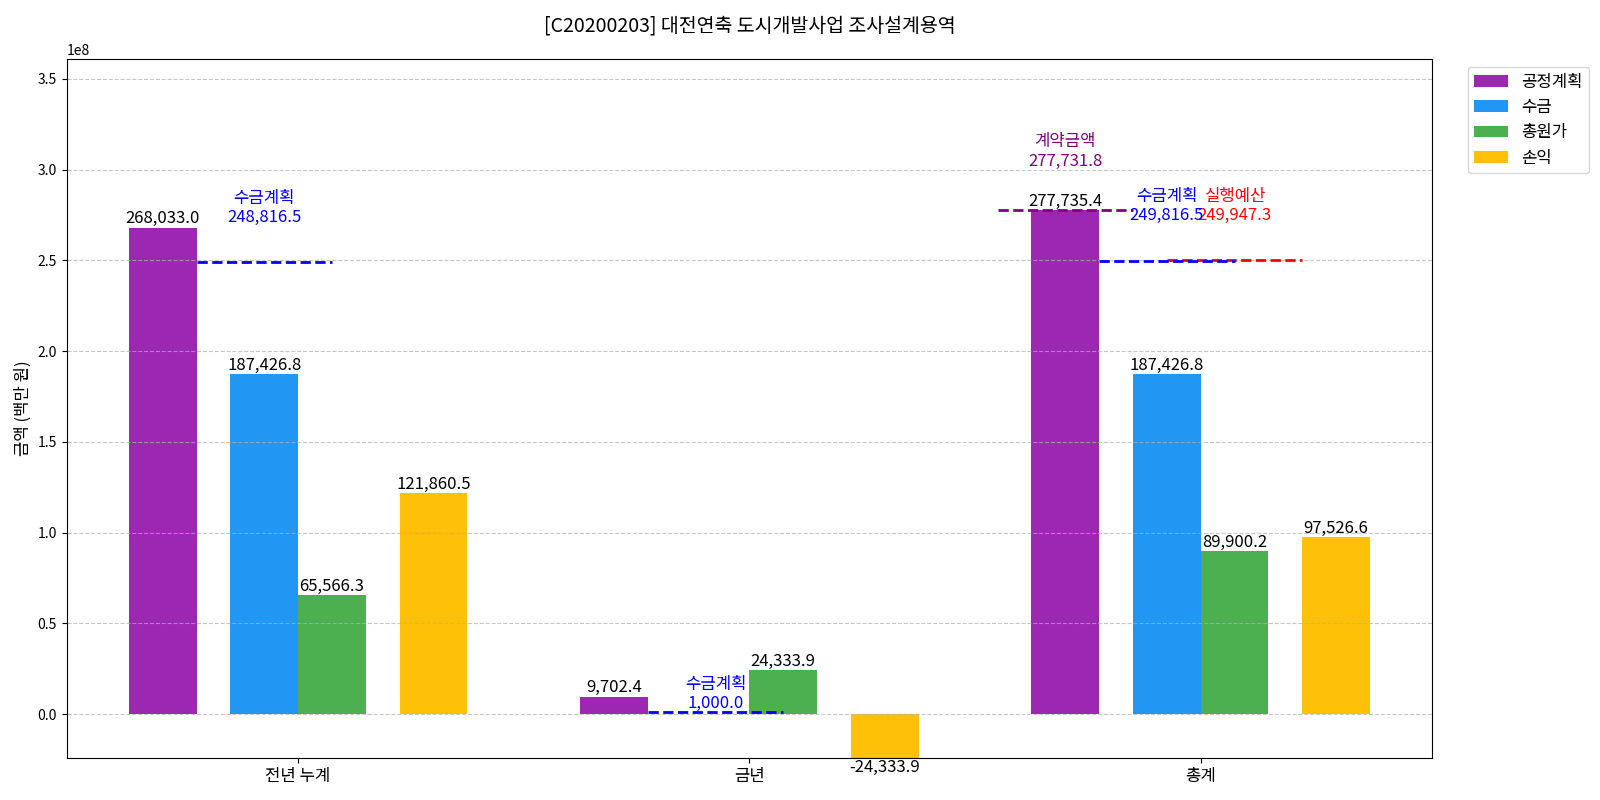 [C20200203] 대전연축 도시개발사업 조사설계용역
1e8
공정계획
수금
총원가
손익
금액 (백만 원)
3.5
3.0
2.5
2.0
1.5
1.0
0.5
0.0
268,033.0
수금계획
248,816.5
187,426.8
65,566.3
121,860.5
9,702.4
수금계획
1,000.0
24,333.9
-24,333.9
계약금액
277,731.8
277,735.4
수금계획
249,816.5
실행예산
249,947.3
187,426.8
89,900.2
97,526.6
전년 누계
금년
총계